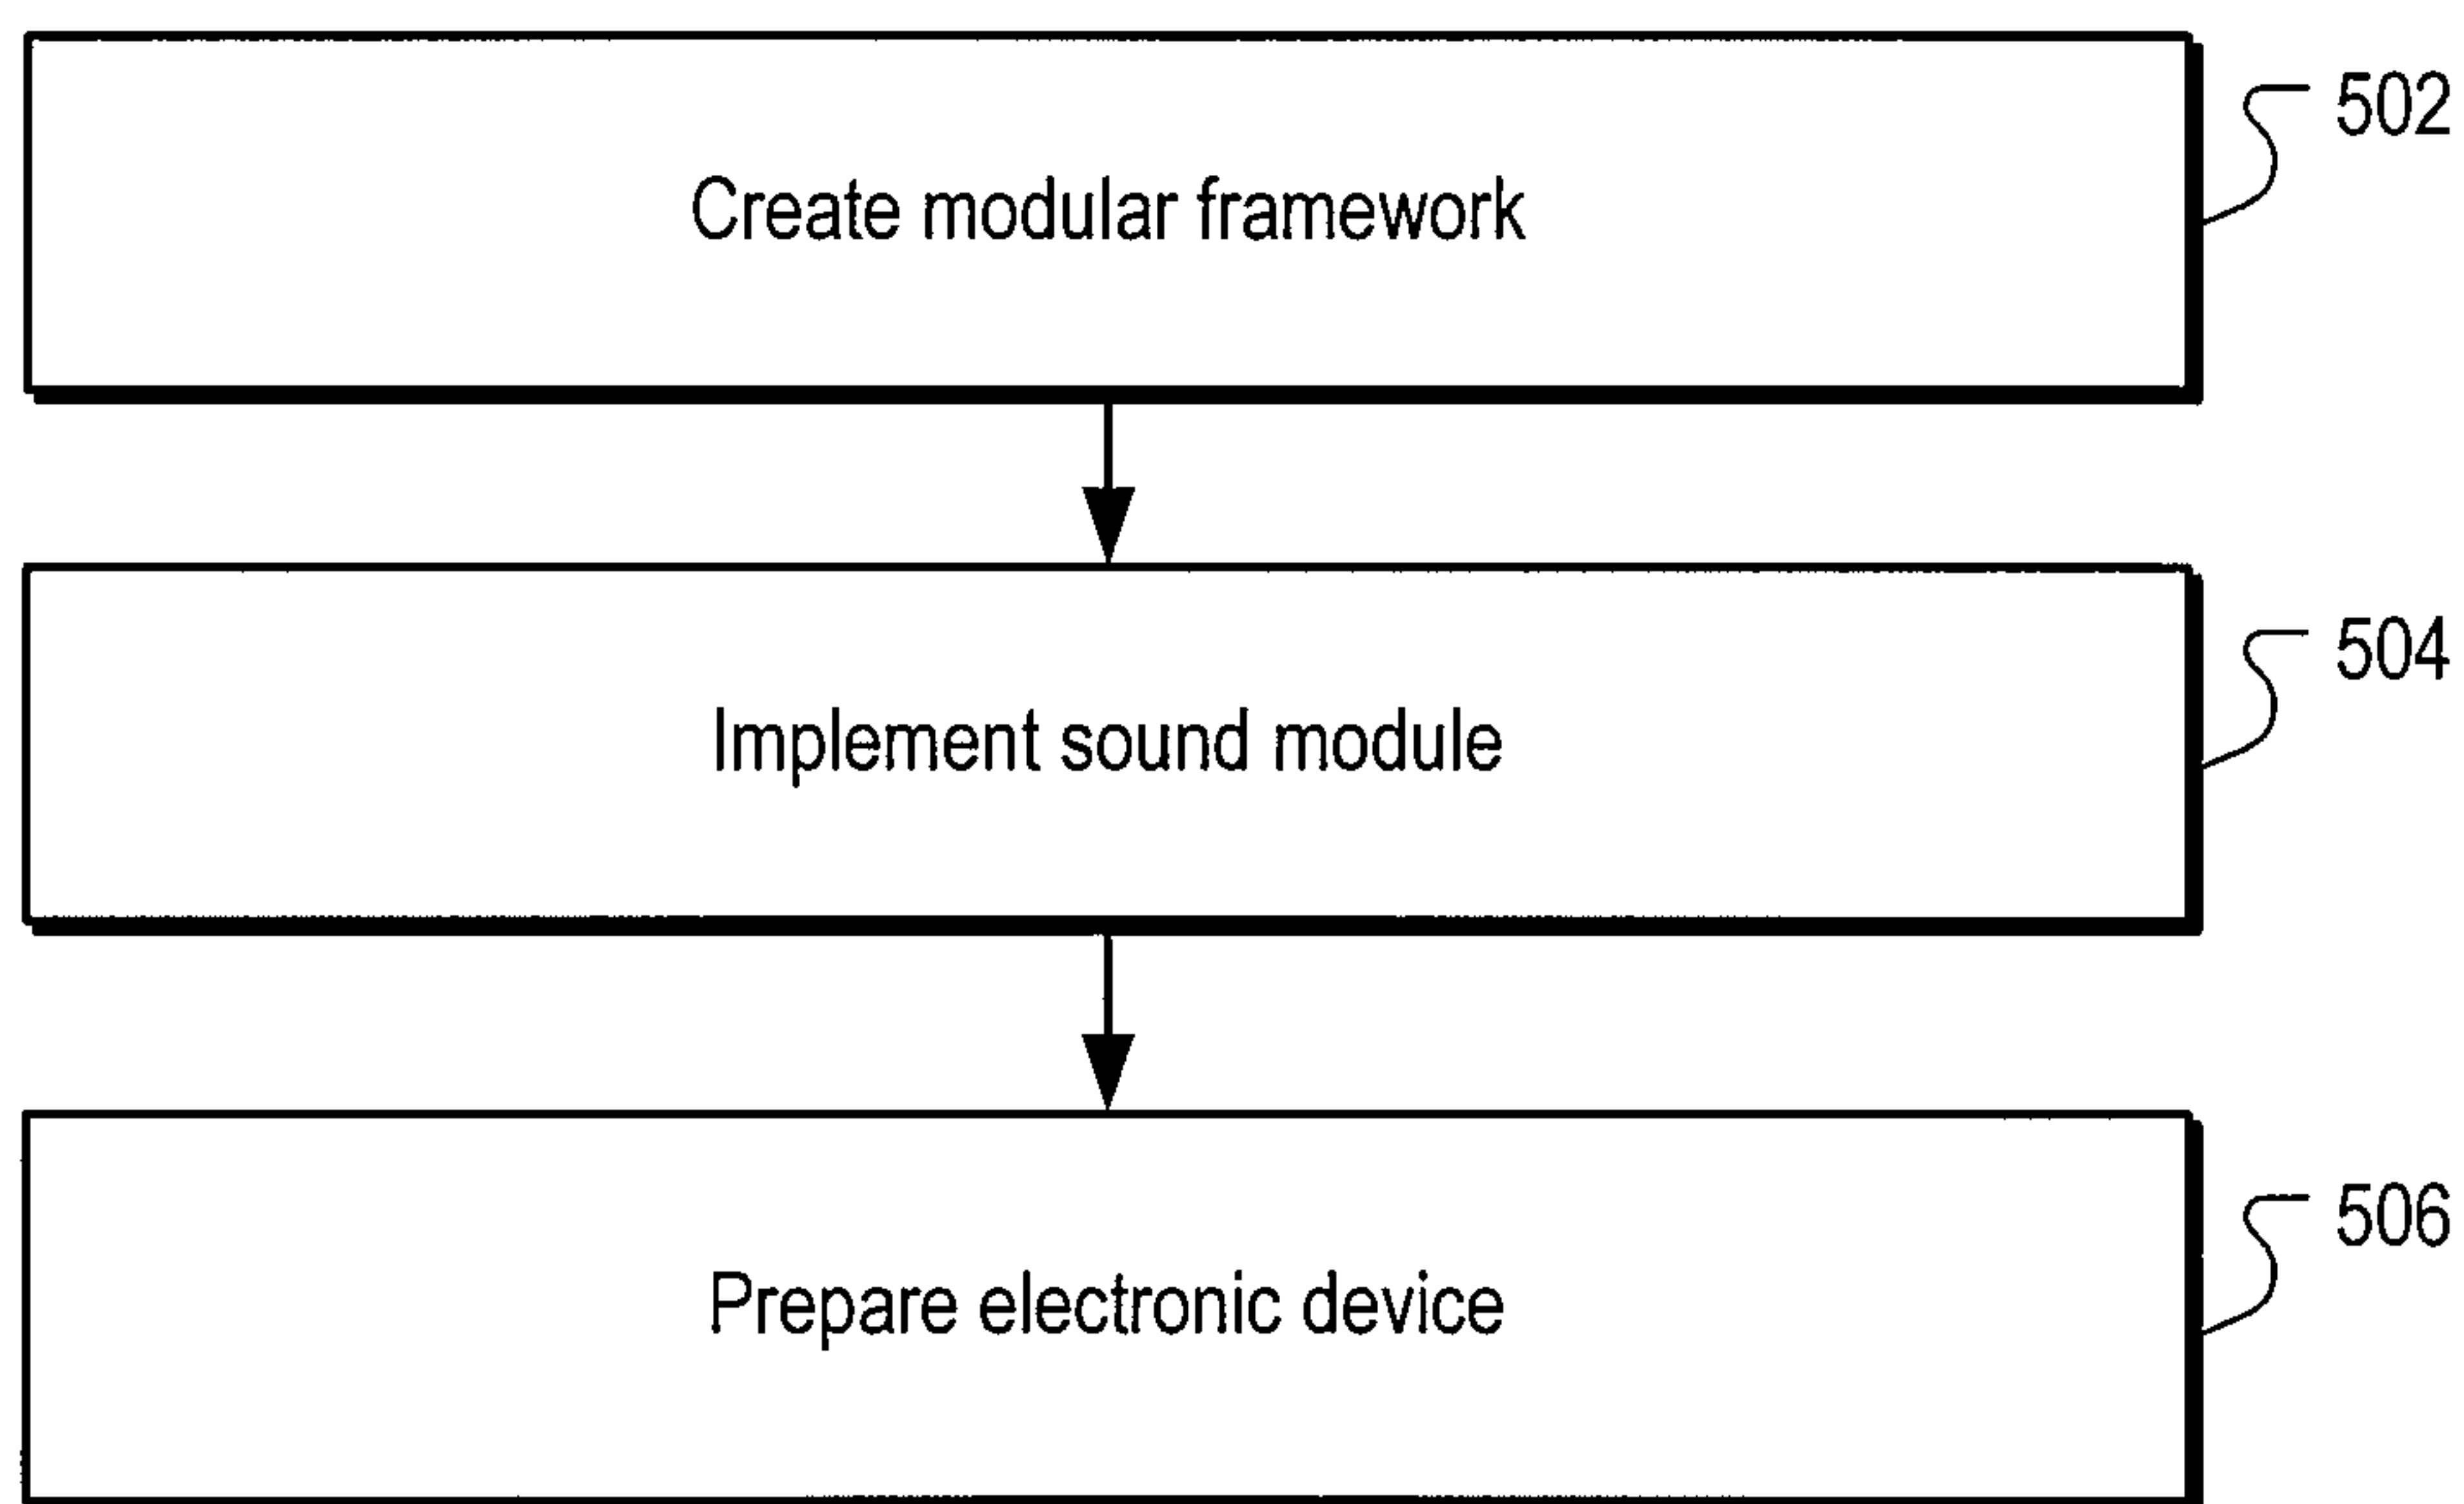 502
Create modular framework
504
Implement sound module
506
Prepare electronic device